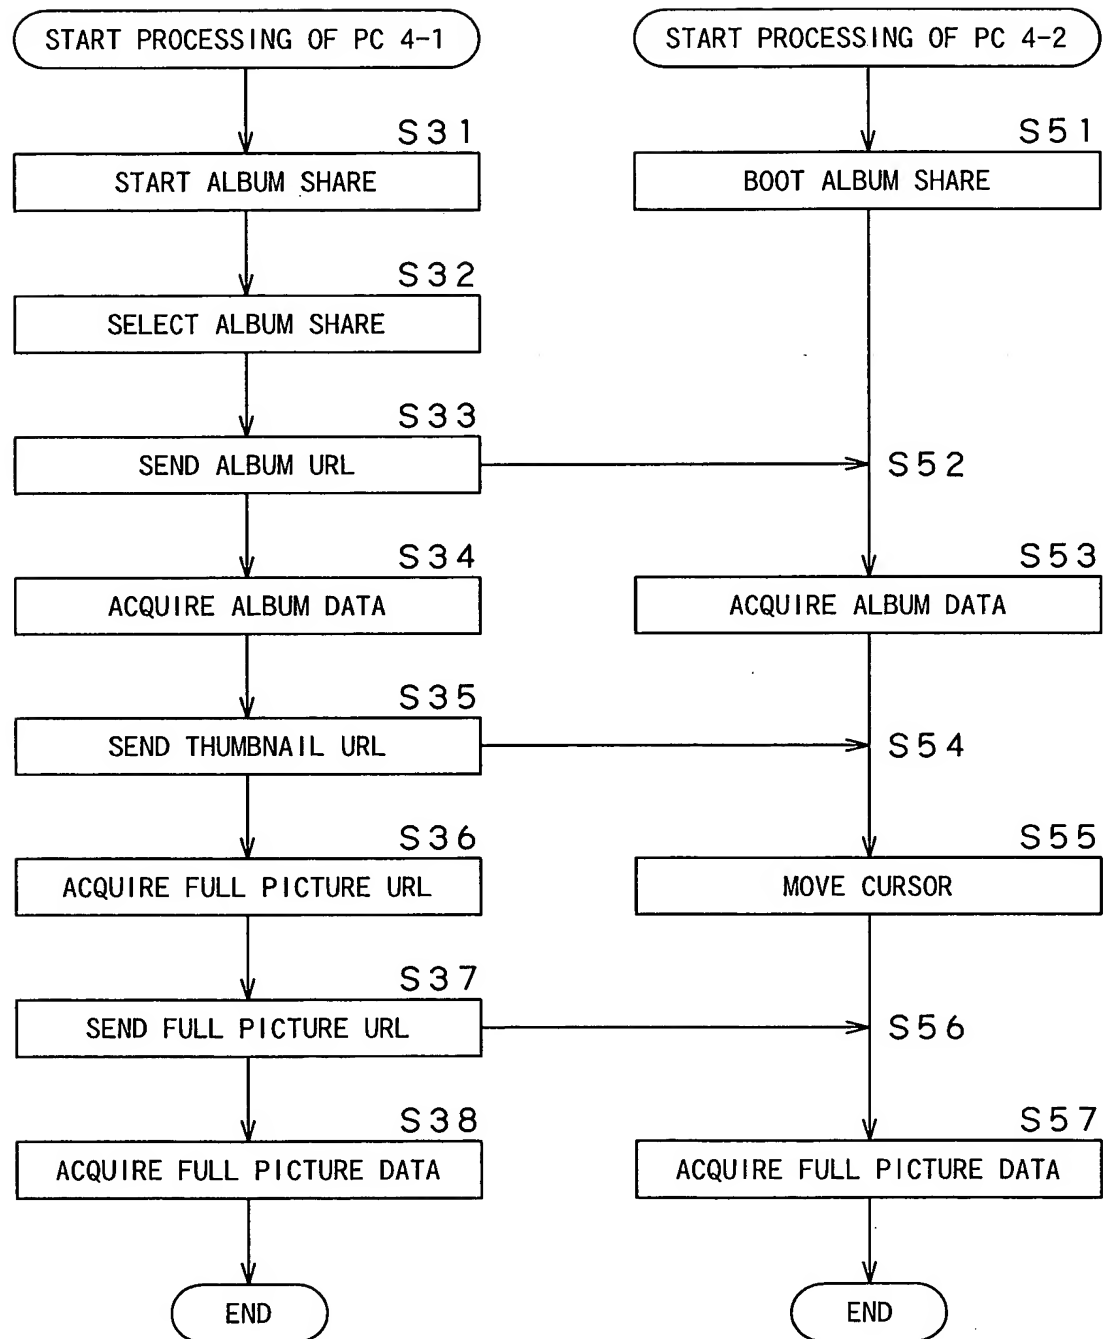 START PROCESSING OF PC 4-1
START PROCESSING OF PC 4-2
S31
START ALBUM SHARE
S51
BOOT ALBUM SHARE
S32
SELECT ALBUM SHARE
S33
SEND ALBUM URL
S52
S34
ACQUIRE ALBUM DATA
S53
ACQUIRE ALBUM DATA
S35
SEND THUMBNAIL URL
S54
S36
ACQUIRE FULL PICTURE URL
S55
MOVE CURSOR
S37
SEND FULL PICTURE URL
S56
S38
ACQUIRE FULL PICTURE DATA
S57
ACQUIRE FULL PICTURE DATA
END
END